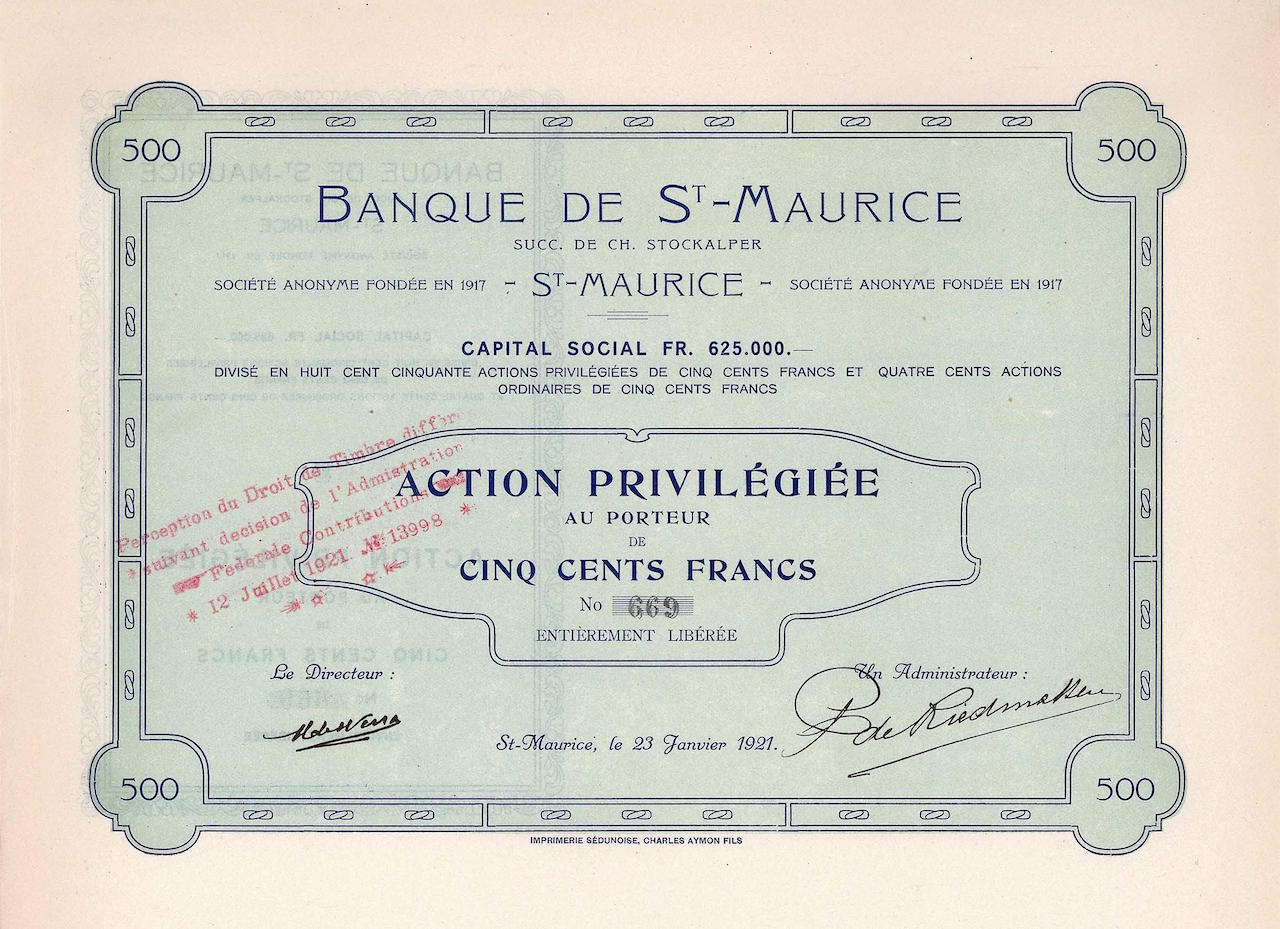 500
500
BANQUE DE ST-MAURICE
SUCC. DE CH. STOCKALPER
SOCIÉTÉ ANONYME FONDÉE EN 1917 - ST-MAURICE - SOCIÉTÉ ANONYME FONDÉE EN 1917
CAPITAL SOCIAL FR. 625.000.—
DIVISÉ EN HUIT CENT CINQUANTE ACTIONS PRIVILÉGIÉES DE CINQ CENTS FRANCS ET QUATRE CENTS ACTIONS
ORDINAIRES DE CINQ CENTS FRANCS
Perception du Droit de Timbre différé
* suivant decision de l'Admistration
Federale Contributions
* 12 Juillet 1921. № 13998 *
ACTION PRIVILÉGIÉE
AU PORTEUR
DE
CINQ CENTS FRANCS
No 669
ENTIÈREMENT LIBÉRÉE
Le Directeur :
Un Administrateur :
de Riedmatten
St-Maurice, le 23 Janvier 1921.
500
500
IMPRIMERIE SÉDUNOISE, CHARLES AYMON FILS